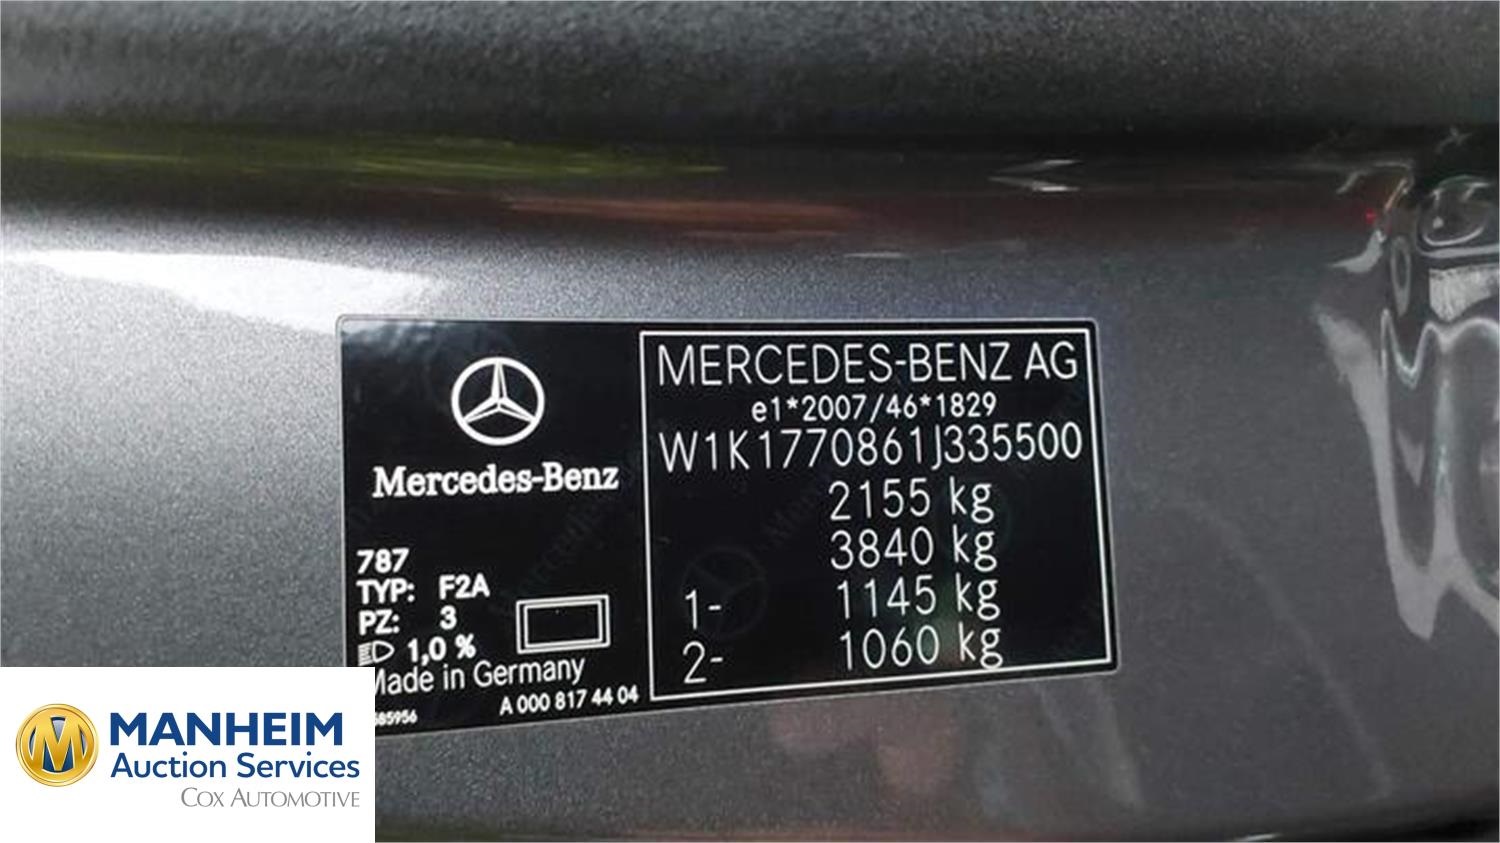 Mercedes-Benz
787
TYP: F2A
PZ: 3
1,0 %
Made in Germany
A 000 817 44 04
MERCEDES-BENZ AG
e1*2007/46*1829
W1K1770861J335500
2155 kg
3840 kg
1- 1145 kg
2- 1060 kg
MANHEIM
Auction Services
COX AUTOMOTIVE